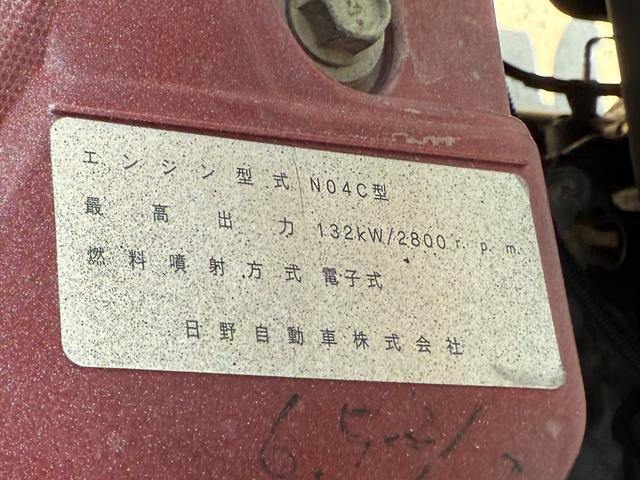 エンジン型式 N04C型
最高出力 132kW/2800r.p.m.
燃料噴射方式 電子式
日野自動車株式会社